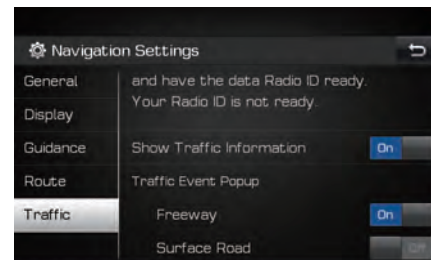 Navigation Settings
General
Display
Guidance
Route
Traffic
and have the data Radio ID ready.
Your Radio ID is not ready.
Show Traffic Information On
Traffic Event Popup
Freeway On
Surface Road Off